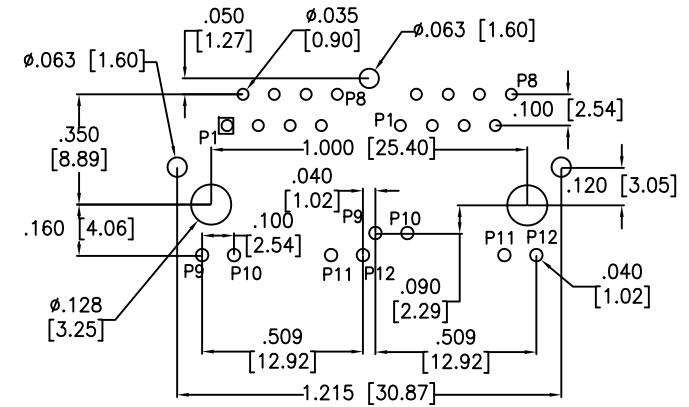 .050
[1.27]
ø.035
[0.90]
ø.063 [1.60]
ø.063 [1.60]
P8
P8
.100 [2.54]
P1
P1
.350
[8.89]
1.000 [25.40]
.040
[1.02]
.120 [3.05]
P9
P10
.160 [4.06]
.100
[2.54]
P11
P12
P9
P10
P11
P12
.090
[2.29]
.040
[1.02]
ø.128
[3.25]
.509
[12.92]
.509
[12.92]
1.215 [30.87]